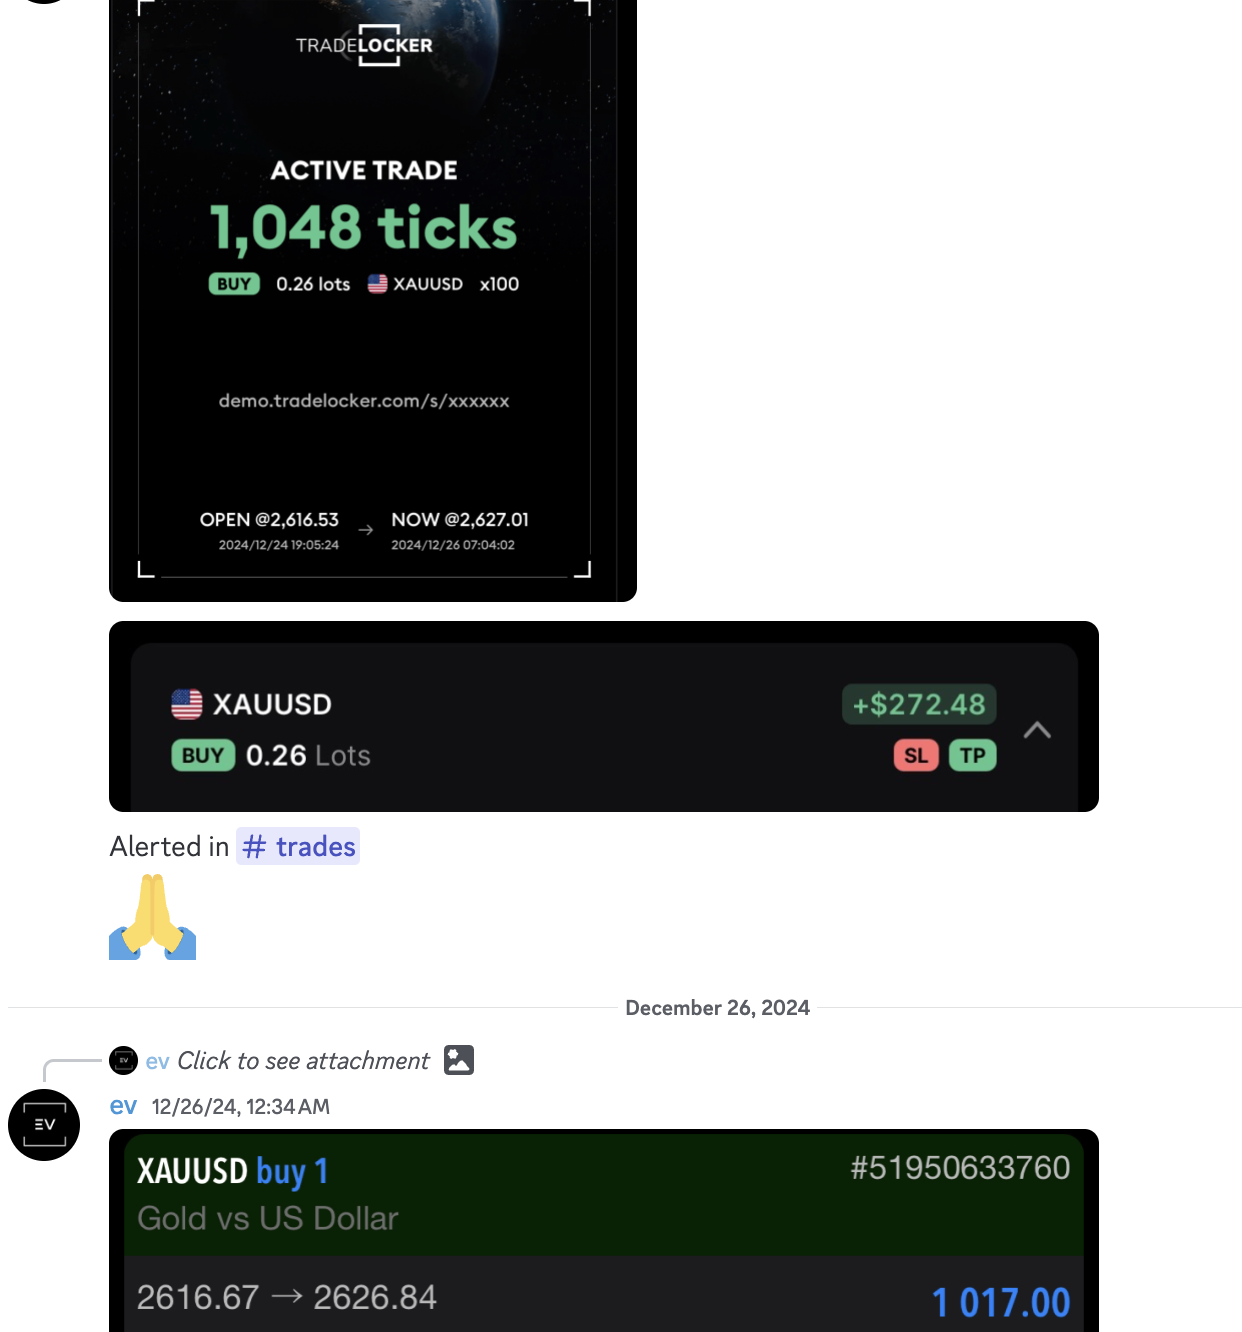 TRADELOCKER
ACTIVE TRADE
1,048 ticks
BUY 0.26 lots XAUUSD x100
demo.tradelocker.com/s/xxxxxx
OPEN @2,616.53 → NOW @2,627.01
2024/12/24 19:05:24 2024/12/26 07:04:02
XAUUSD +$272.48
BUY 0.26 Lots SL TP
Alerted in # trades
December 26, 2024
EV ev Click to see attachment
ev 12/26/24, 12:34 AM
EV
XAUUSD buy 1 #51950633760
Gold vs US Dollar
2616.67 → 2626.84 1 017.00